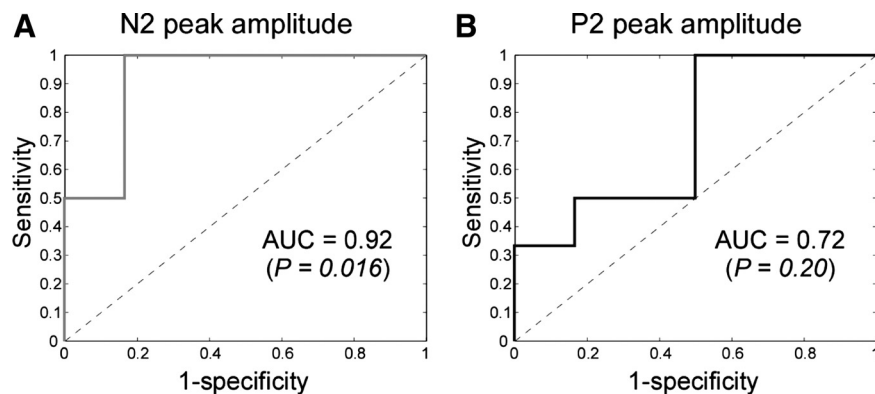 A
N2 peak amplitude
1
0.9
0.8
0.7
0.6
0.5
0.4
0.3
0.2
0.1
0
Sensitivity
AUC = 0.92
(P = 0.016)
0 0.2 0.4 0.6 0.8 1
1-specificity
B
P2 peak amplitude
1
0.9
0.8
0.7
0.6
0.5
0.4
0.3
0.2
0.1
0
Sensitivity
AUC = 0.72
(P = 0.20)
0 0.2 0.4 0.6 0.8 1
1-specificity